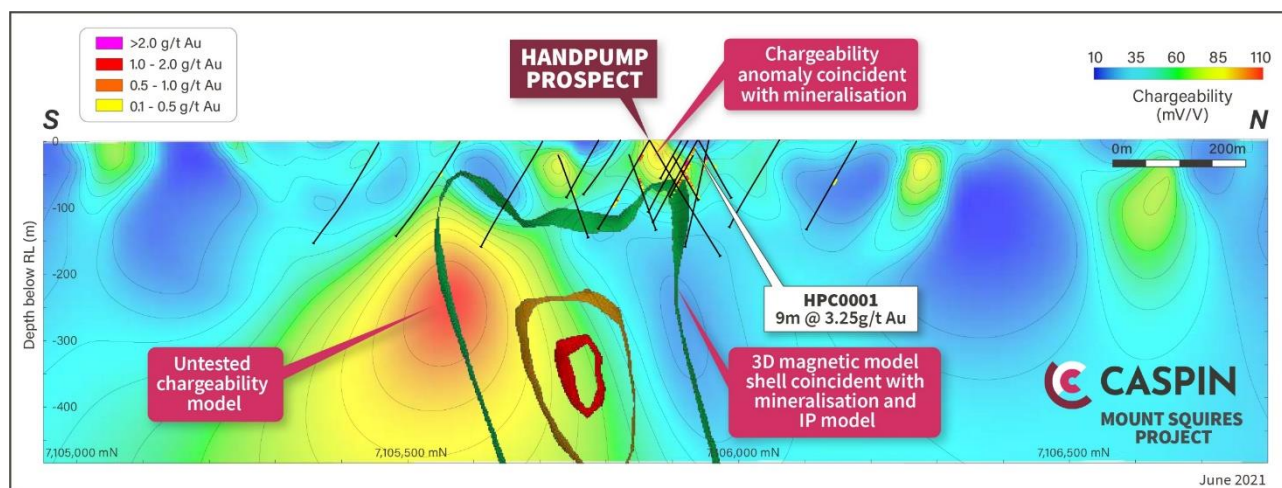 >2.0 g/t Au
1.0 - 2.0 g/t Au
0.5 - 1.0 g/t Au
0.1 - 0.5 g/t Au
HANDPUMP
PROSPECT
Chargeability
anomaly coincident
with mineralisation
10 35 60 85 110
Chargeability
(mV/V)
S
N
0m 200m
Depth below RL (m)
0
-100
-200
-300
-400
HPC0001
9m @ 3.25g/t Au
Untested
chargeability
model
3D magnetic model
shell coincident with
mineralisation and
IP model
CASPIN
MOUNT SQUIRES
PROJECT
7,105,000 mN
7,105,500 mN
7,106,000 mN
7,106,500 mN
June 2021